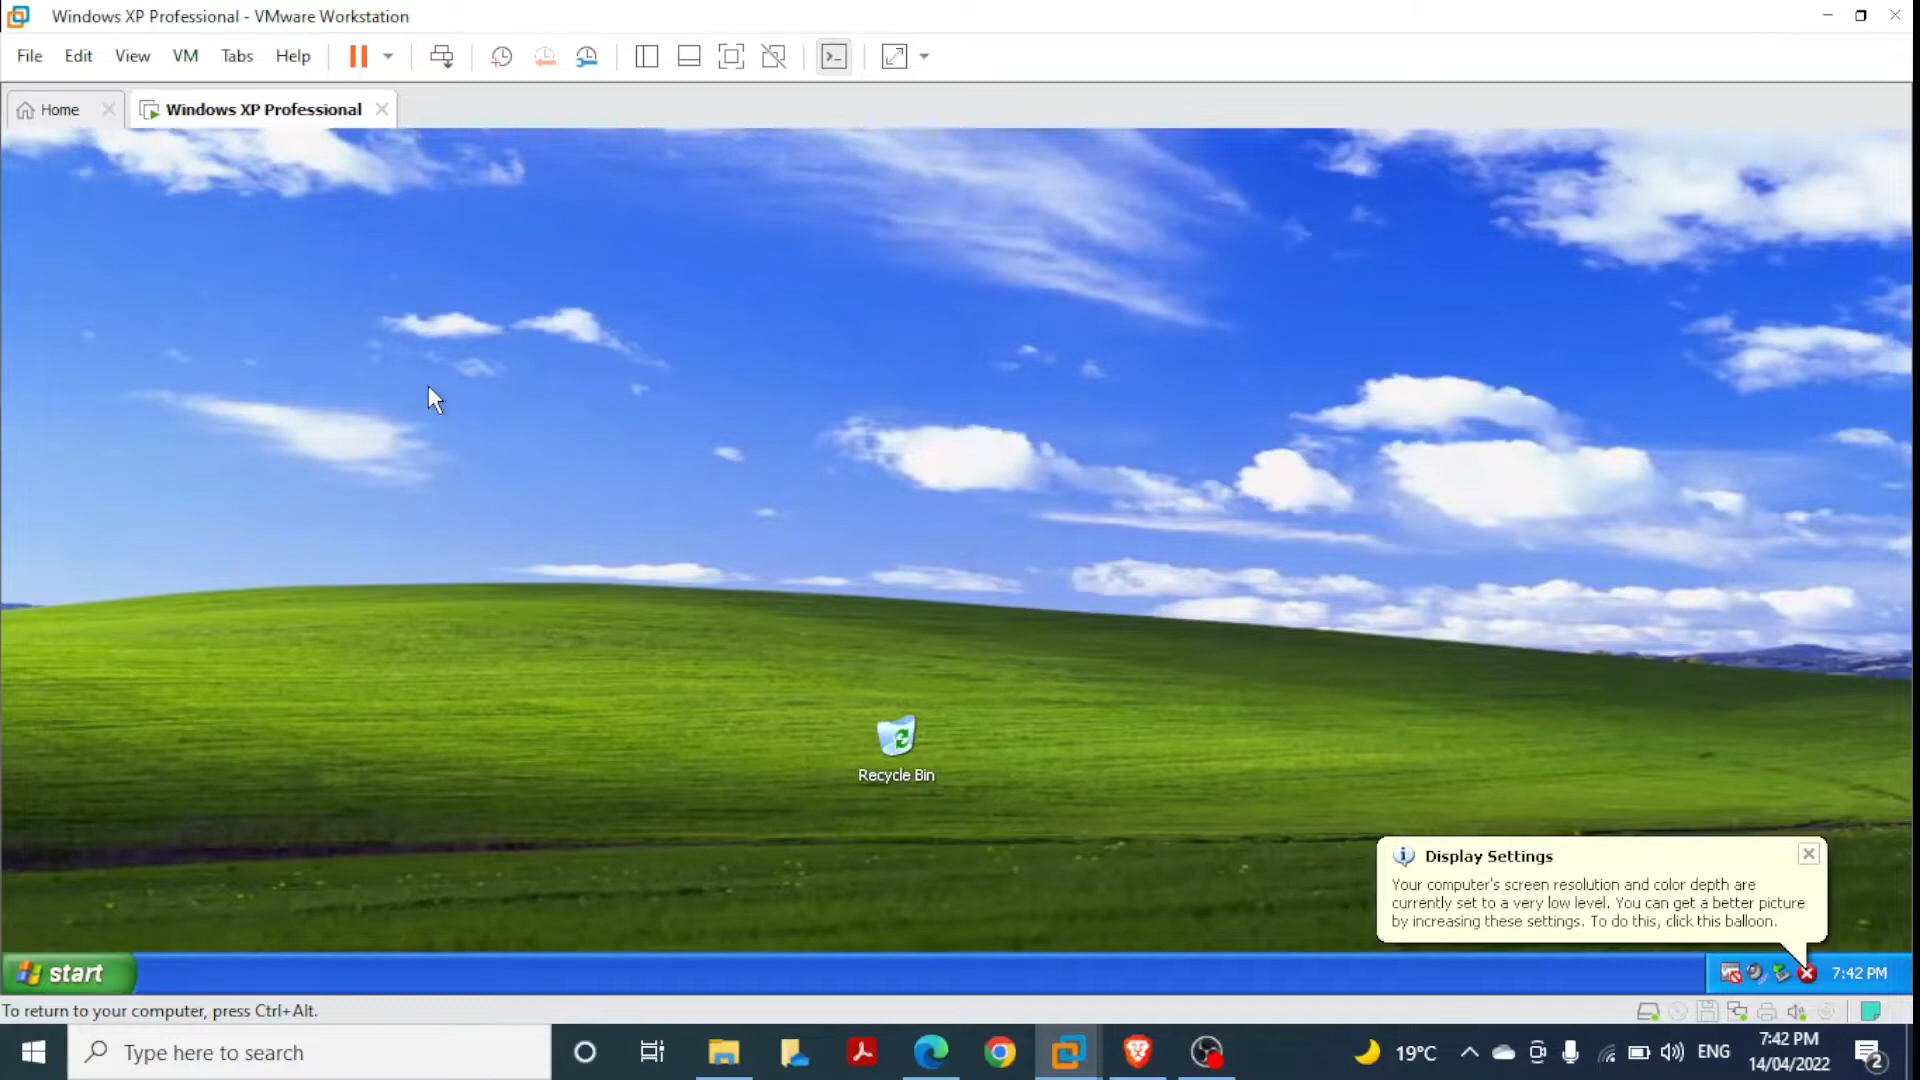 Windows XP Professional - VMware Workstation
File Edit View VM Tabs Help
Home
Windows XP Professional
Recycle Bin
Display Settings
Your computer's screen resolution and color depth are
currently set to a very low level. You can get a better picture
by increasing these settings. To do this, click this balloon.
start
7:42 PM
To return to your computer, press Ctrl+Alt.
Type here to search
19°C
ENG
7:42 PM
14/04/2022
2